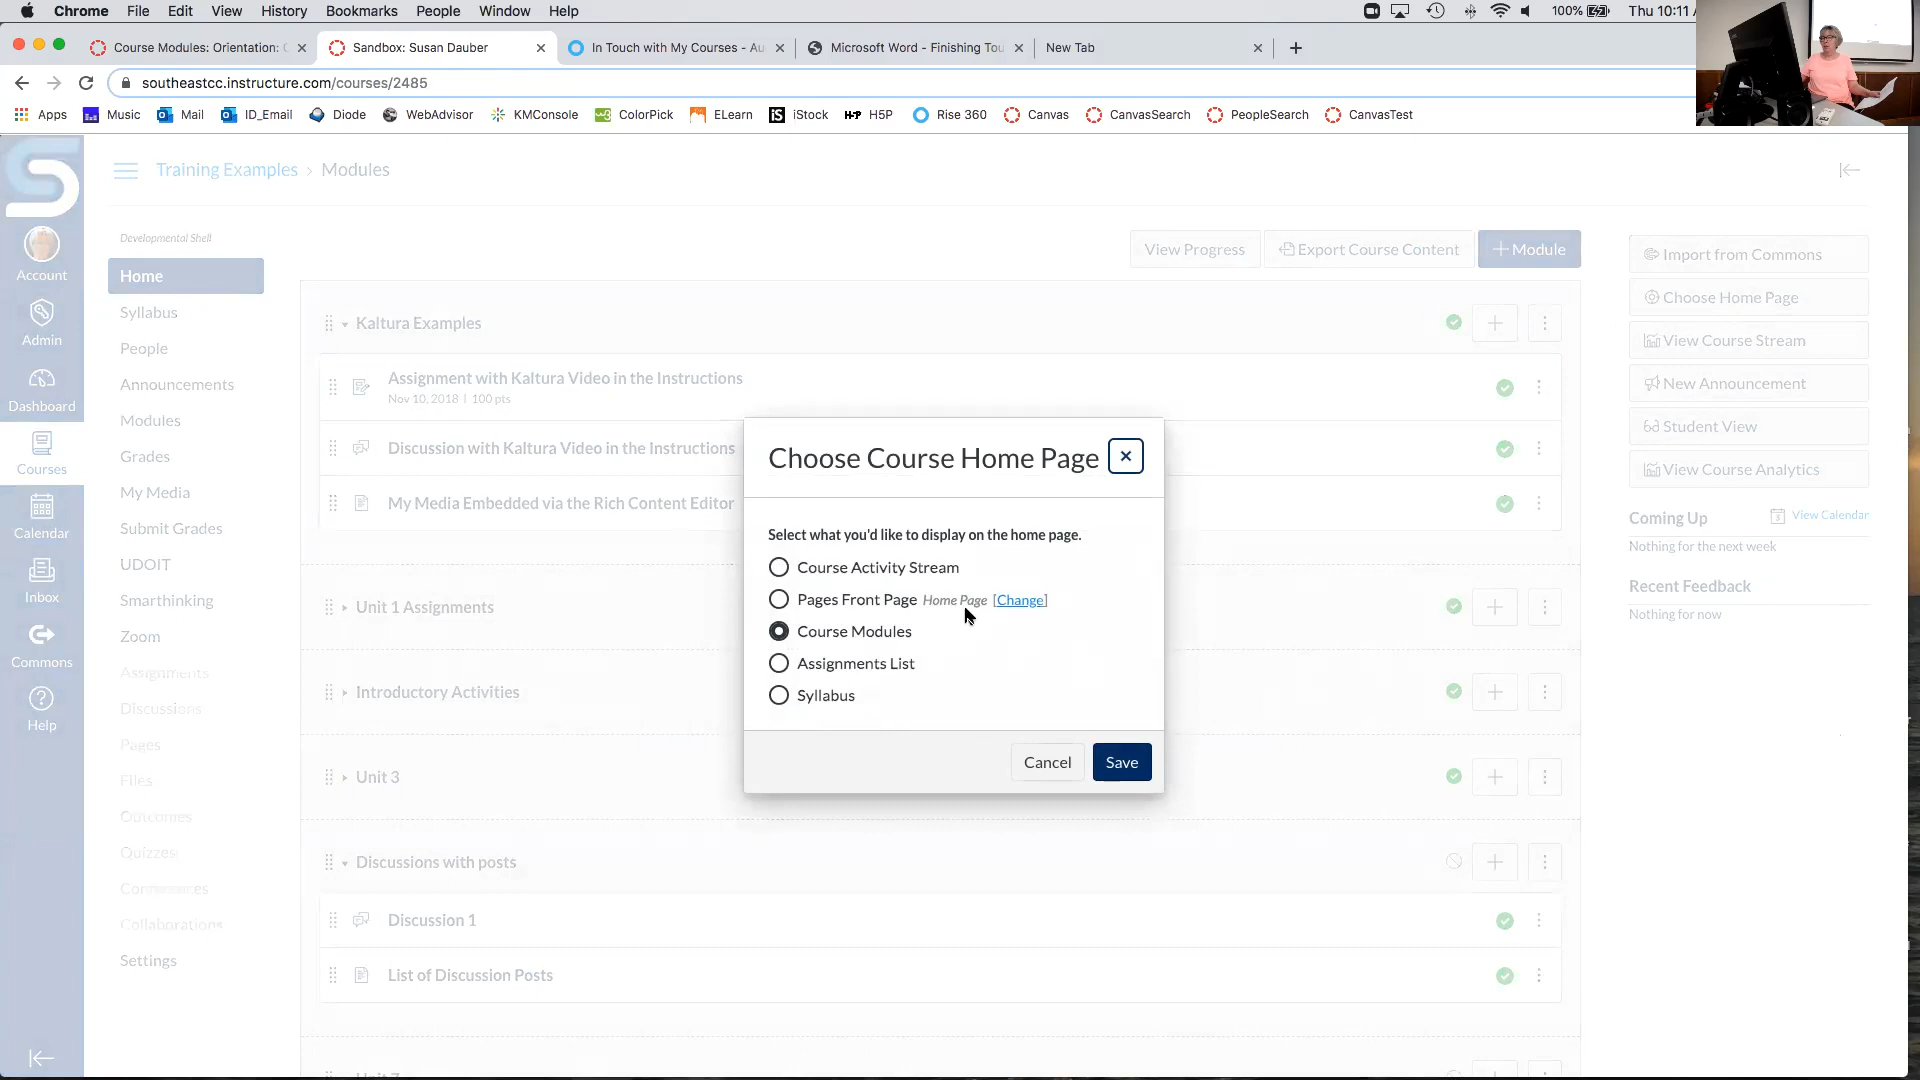 Chrome File Edit View History Bookmarks People Window Help 100% Thu 10:11
Course Modules: Orientation:
Sandbox: Susan Dauber
In Touch with My Courses - Au
Microsoft Word - Finishing Tou
New Tab
southeastcc.instructure.com/courses/2485
Apps Music Mail ID_Email Diode WebAdvisor KMConsole ColorPick ELearn iStock H5P Rise 360 Canvas CanvasSearch PeopleSearch CanvasTest
Training Examples › Modules
Account
Admin
Dashboard
Courses
Calendar
Inbox
Commons
Help
Developmental Shell
Home
Syllabus
People
Announcements
Modules
Grades
My Media
Submit Grades
UDOIT
Smarthinking
Zoom
Assignments
Discussions
Pages
Files
Outcomes
Quizzes
Conferences
Collaborations
Settings
View Progress
Export Course Content
+ Module
Kaltura Examples
Assignment with Kaltura Video in the Instructions
Nov 10, 2018 | 100 pts
Discussion with Kaltura Video in the Instructions
My Media Embedded via the Rich Content Editor
Unit 1 Assignments
Introductory Activities
Unit 3
Discussions with posts
Discussion 1
List of Discussion Posts
Choose Course Home Page
Select what you'd like to display on the home page.
Course Activity Stream
Pages Front Page Home Page [Change]
Course Modules
Assignments List
Syllabus
Cancel
Save
Import from Commons
Choose Home Page
View Course Stream
New Announcement
Student View
View Course Analytics
Coming Up
View Calendar
Nothing for the next week
Recent Feedback
Nothing for now